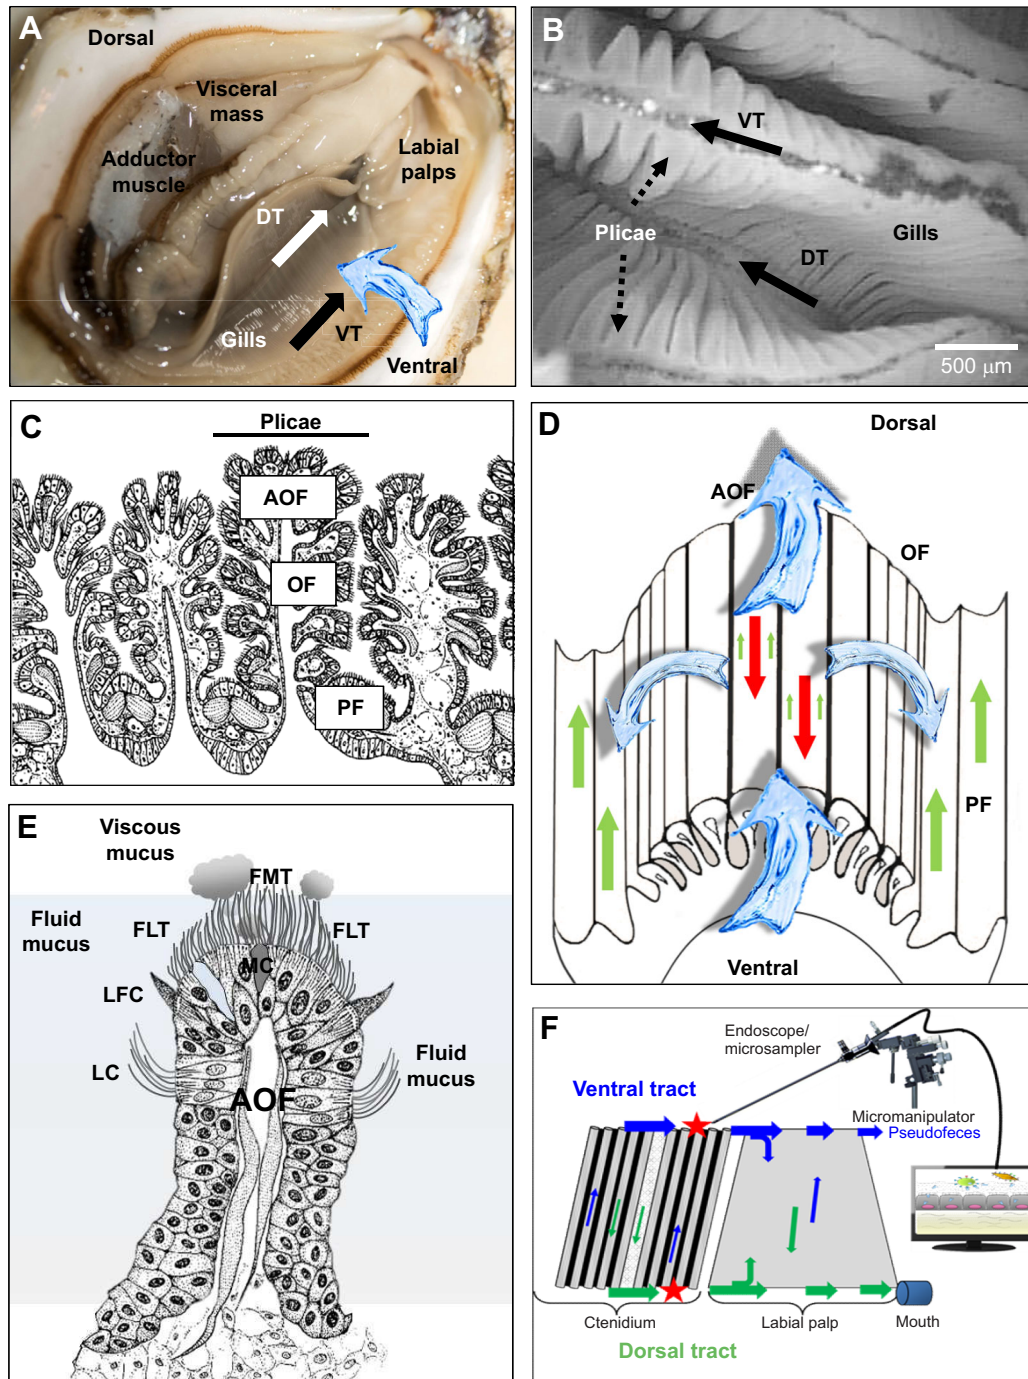 A
Dorsal
Visceral
mass
Adductor
muscle
Labial
palps
DT
Gills
VT
Ventral
B
VT
Plicae
Gills
DT
500 μm
C
Plicae
AOF
OF
PF
D
Dorsal
AOF
OF
PF
Ventral
E
Viscous
mucus
FMT
Fluid
mucus
FLT
FLT
MC
LFC
LC
Fluid
mucus
AOF
F
Endoscope/
microsampler
Ventral tract
Micromanipulator
Pseudofeces
Ctenidium
Labial palp
Mouth
Dorsal tract